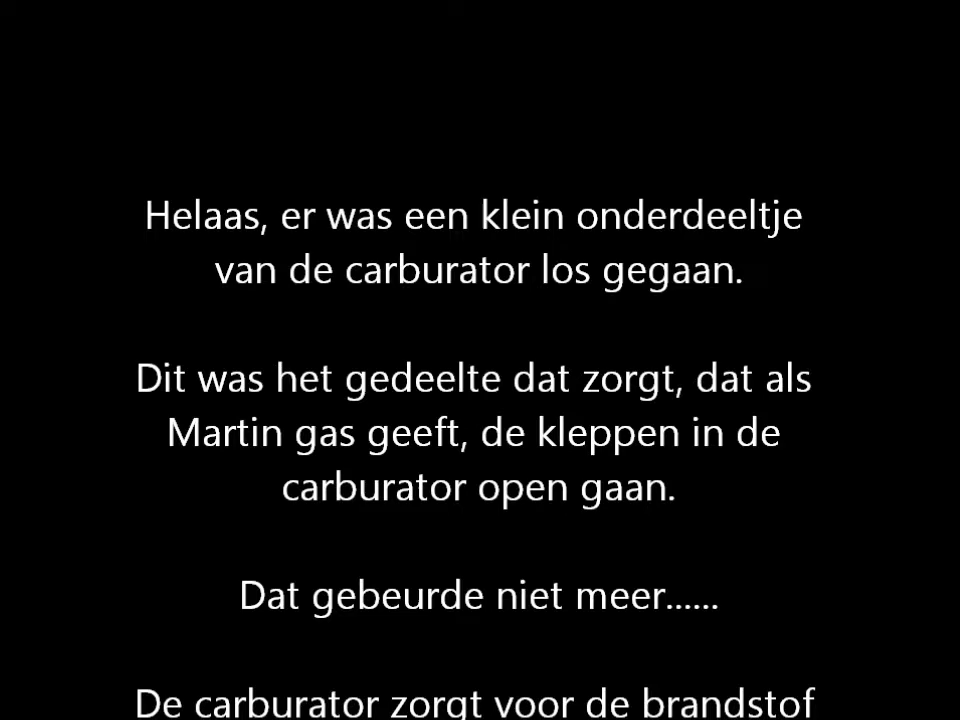 Helaas, er was een klein onderdeeltje
van de carburator los gegaan.
Dit was het gedeelte dat zorgt, dat als
Martin gas geeft, de kleppen in de
carburator open gaan.
Dat gebeurde niet meer......
De carburator zorgt voor de brandstof